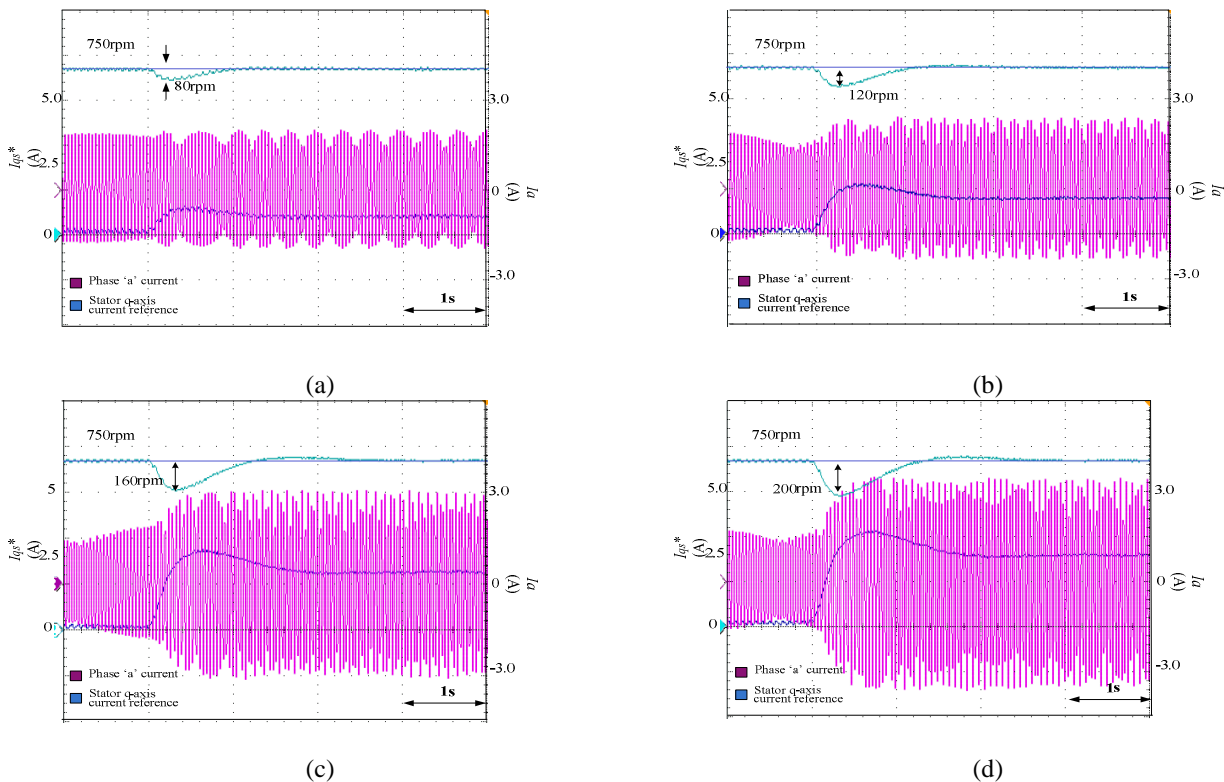 750rpm
80rpm
5.0
3.0
Iqs*
(A)
2.5
0
Ia
(A)
0
-3.0
Phase ‘a’ current
Stator q-axis
current reference
1s
(a)
750rpm
120rpm
5.0
3.0
Iqs*
(A)
2.5
0
Ia
(A)
0
-3.0
Phase ‘a’ current
Stator q-axis
current reference
1s
(b)
750rpm
160rpm
5
3.0
Iqs*
(A)
2.5
0
Ia
(A)
0
-3.0
Phase ‘a’ current
Stator q-axis
current reference
1s
(c)
750rpm
200rpm
5.0
3.0
Iqs*
(A)
2.5
0
Ia
(A)
0
-3.0
Phase ‘a’ current
Stator q-axis
current reference
1s
(d)